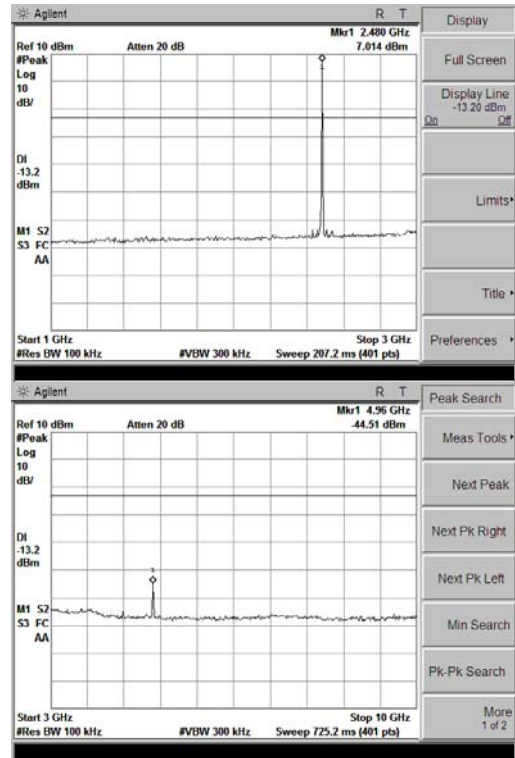 Agilent R T
Mkr1 2.480 GHz
Ref 10 dBm Atten 20 dB 7.014 dBm
#Peak
Log
10
dB/
DI
-13.2
dBm
M1 S2
S3 FC
AA
Start 1 GHz Stop 3 GHz
#Res BW 100 kHz #VBW 300 kHz Sweep 207.2 ms (401 pts)
Display
Full Screen
Display Line
-13.20 dBm
On Off
Limits
Title
Preferences
Agilent R T
Mkr1 4.96 GHz
Ref 10 dBm Atten 20 dB -44.51 dBm
#Peak
Log
10
dB/
DI
-13.2
dBm
1
M1 S2
S3 FC
AA
Start 3 GHz Stop 10 GHz
#Res BW 100 kHz #VBW 300 kHz Sweep 725.2 ms (401 pts)
Peak Search
Meas Tools
Next Peak
Next Pk Right
Next Pk Left
Min Search
Pk-Pk Search
More
1 of 2